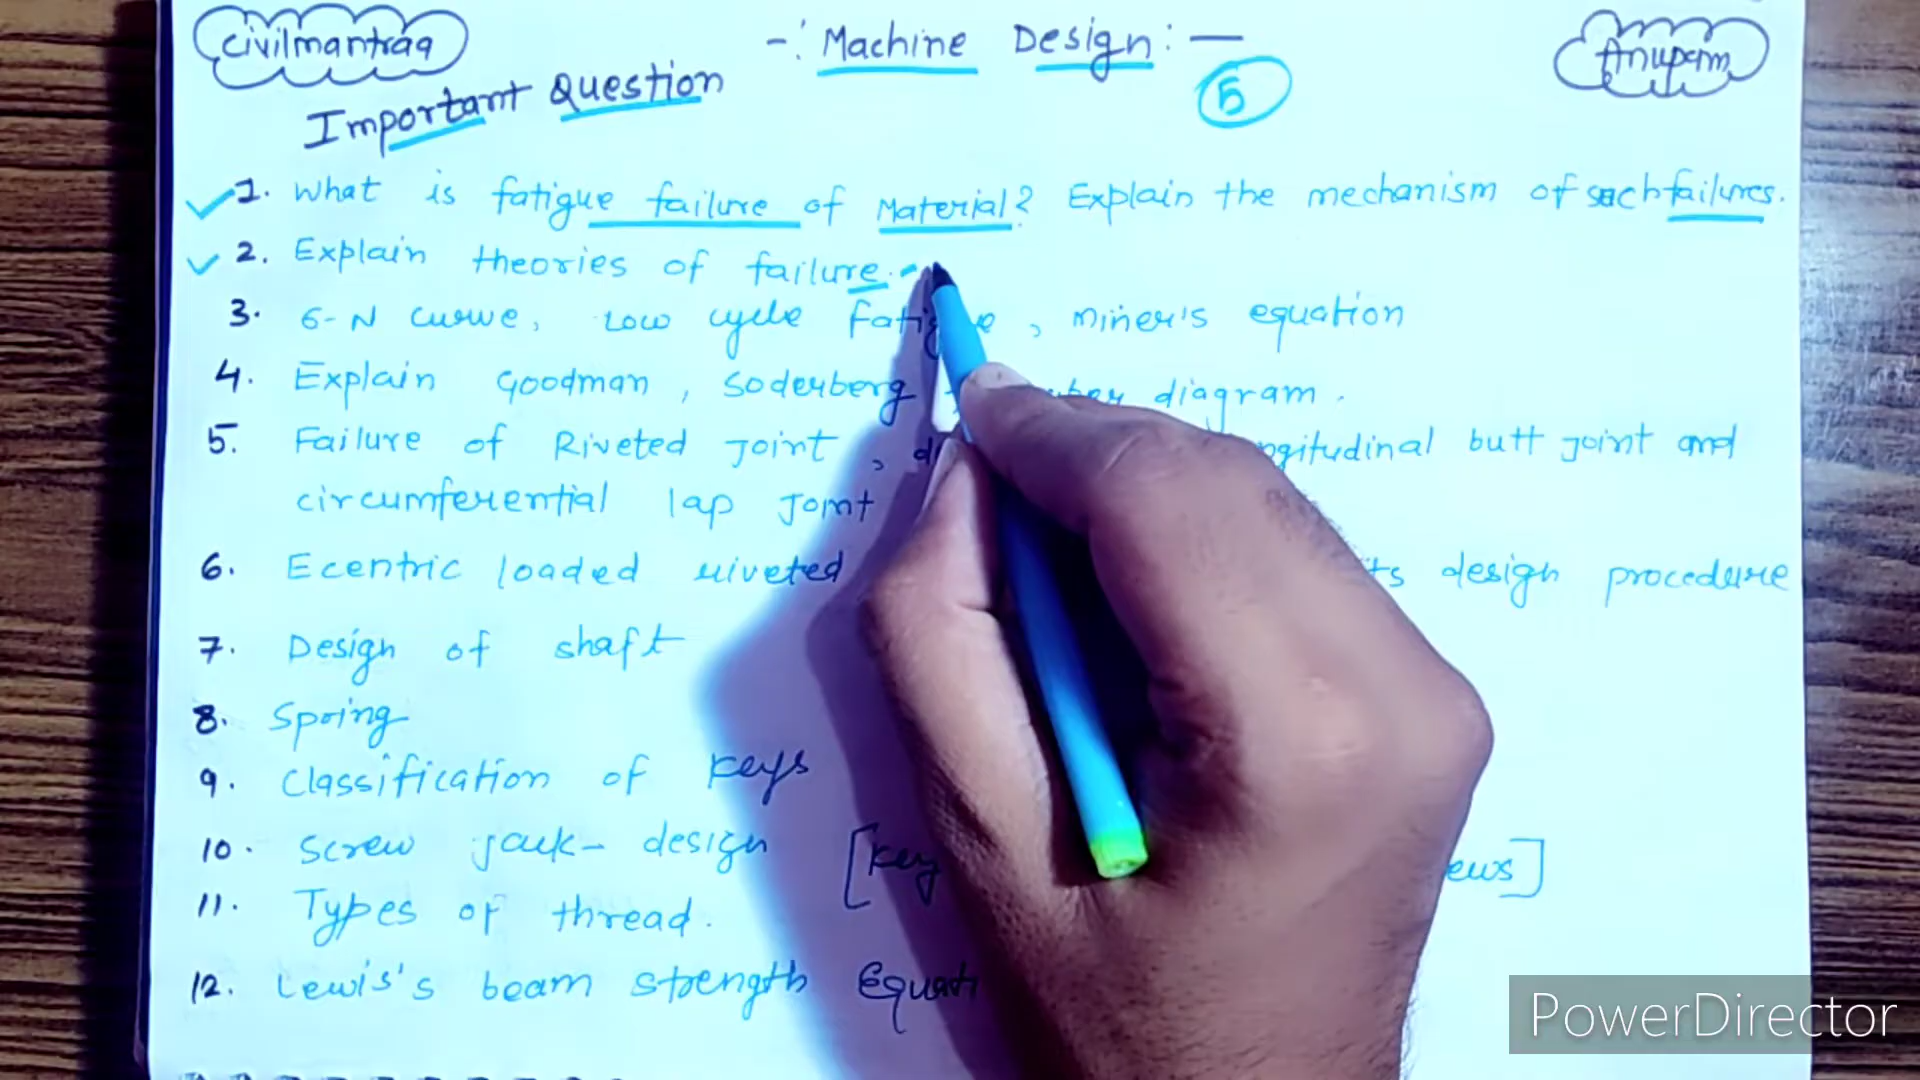 civilmantraa
-: Machine Design :-
Anupam
Important Question
5
1. What is fatigue failure of Material? Explain the mechanism of such failures.
2. Explain theories of failure.
3. 6-N curve, Low cycle fatigue, Miner's equation
4. Explain Goodman, Soderberg diagram.
5. Failure of Riveted Joint, butt joint and
circumferential lap Joint
6. Ecentric loaded riveted design procedure
7. Design of shaft
8. Spring
9. Classification of keys
10. Screw jack- design [key
11. Types of thread.
12. Lewis's beam strength
PowerDirector